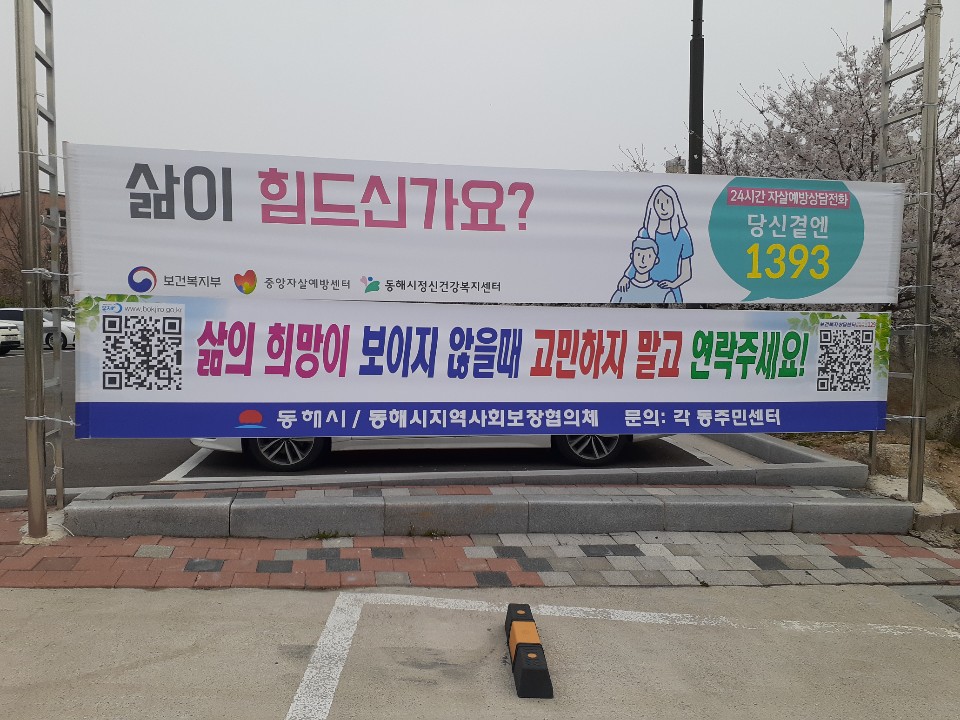 삶이 힘드신가요?
24시간 자살예방상담전화
당신곁엔
1393
보건복지부 중앙자살예방센터 동해시정신건강복지센터
www.bokjiro.go.kr
삶의 희망이 보이지 않을때 고민하지 말고 연락주세요!
동해시 / 동해시지역사회보장협의체 문의: 각 동주민센터